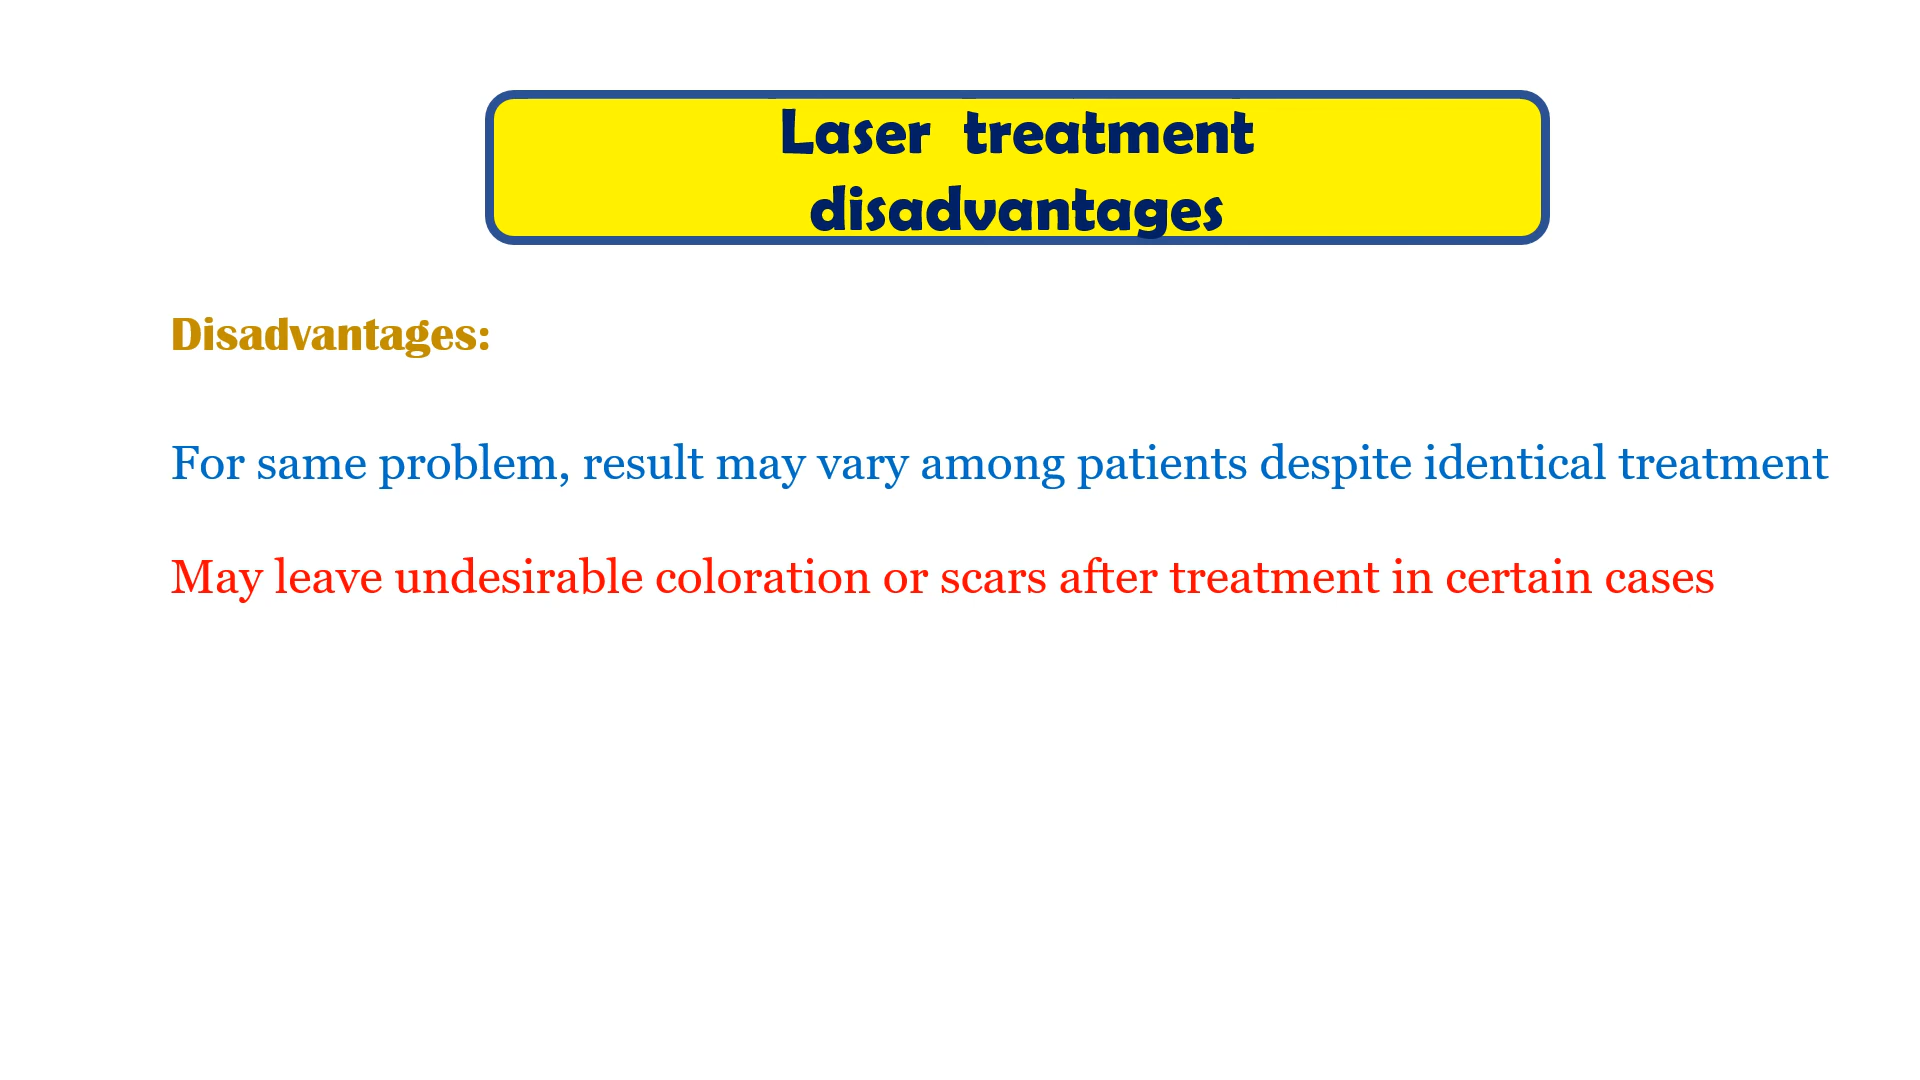 Laser treatment
disadvantages
Disadvantages:
For same problem, result may vary among patients despite identical treatment
May leave undesirable coloration or scars after treatment in certain cases